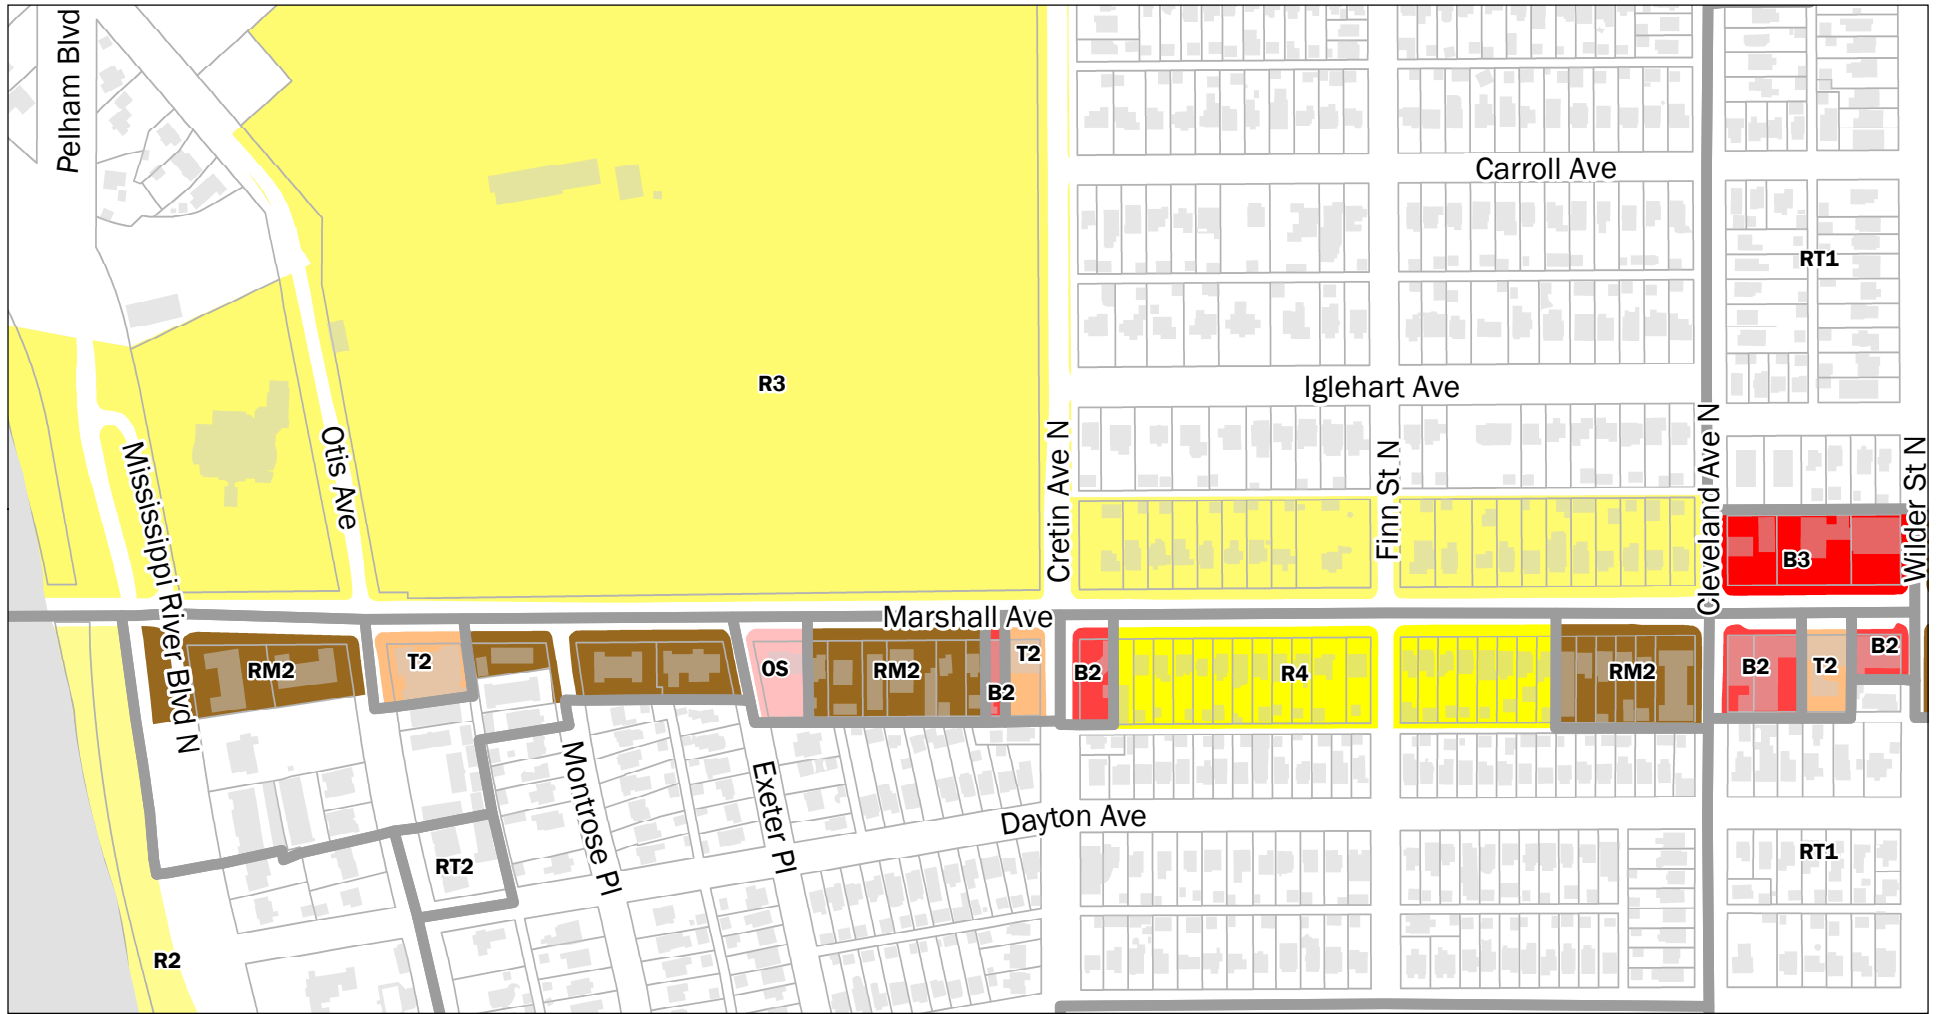 Pelham Blvd
Carroll Ave
RT1
R3
Iglehart Ave
Otis Ave
Mississippi River Blvd N
Cretin Ave N
Finn St N
Cleveland Ave N
Wilder St N
B3
Marshall Ave
RM2
T2
OS
RM2
B2
T2
B2
R4
RM2
B2
T2
B2
Montrose Pl
Exeter Pl
Dayton Ave
RT2
RT1
R2